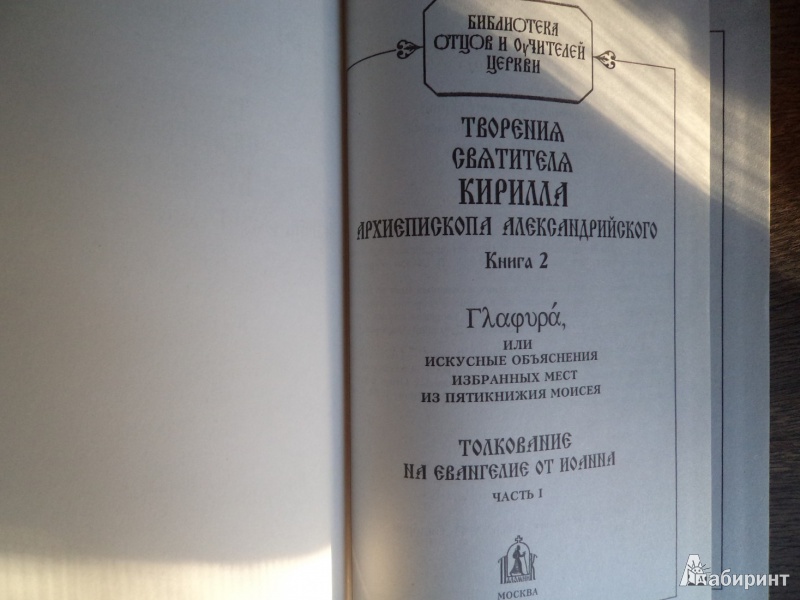 БИБЛИОТЕКА
ОТЦОВ И ОУЧИТЕЛЕЙ
ЦЕРКВИ
ТВОРЕНИЯ
СВЯТИТЕЛЯ
КИРИЛЛА
АРХИЕПИСКОПА АЛЕКСАНДРИЙСКОГО
Книга 2
Γλαφυρά,
ИЛИ
ИСКУСНЫЕ ОБЪЯСНЕНИЯ
ИЗБРАННЫХ МЕСТ
ИЗ ПЯТИКНИЖИЯ МОИСЕЯ
ТОЛКОВАНИЕ
НА ЕВАНГЕЛИЕ ОТ ИОАННА
ЧАСТЬ I
МОСКВА
Лабиринт